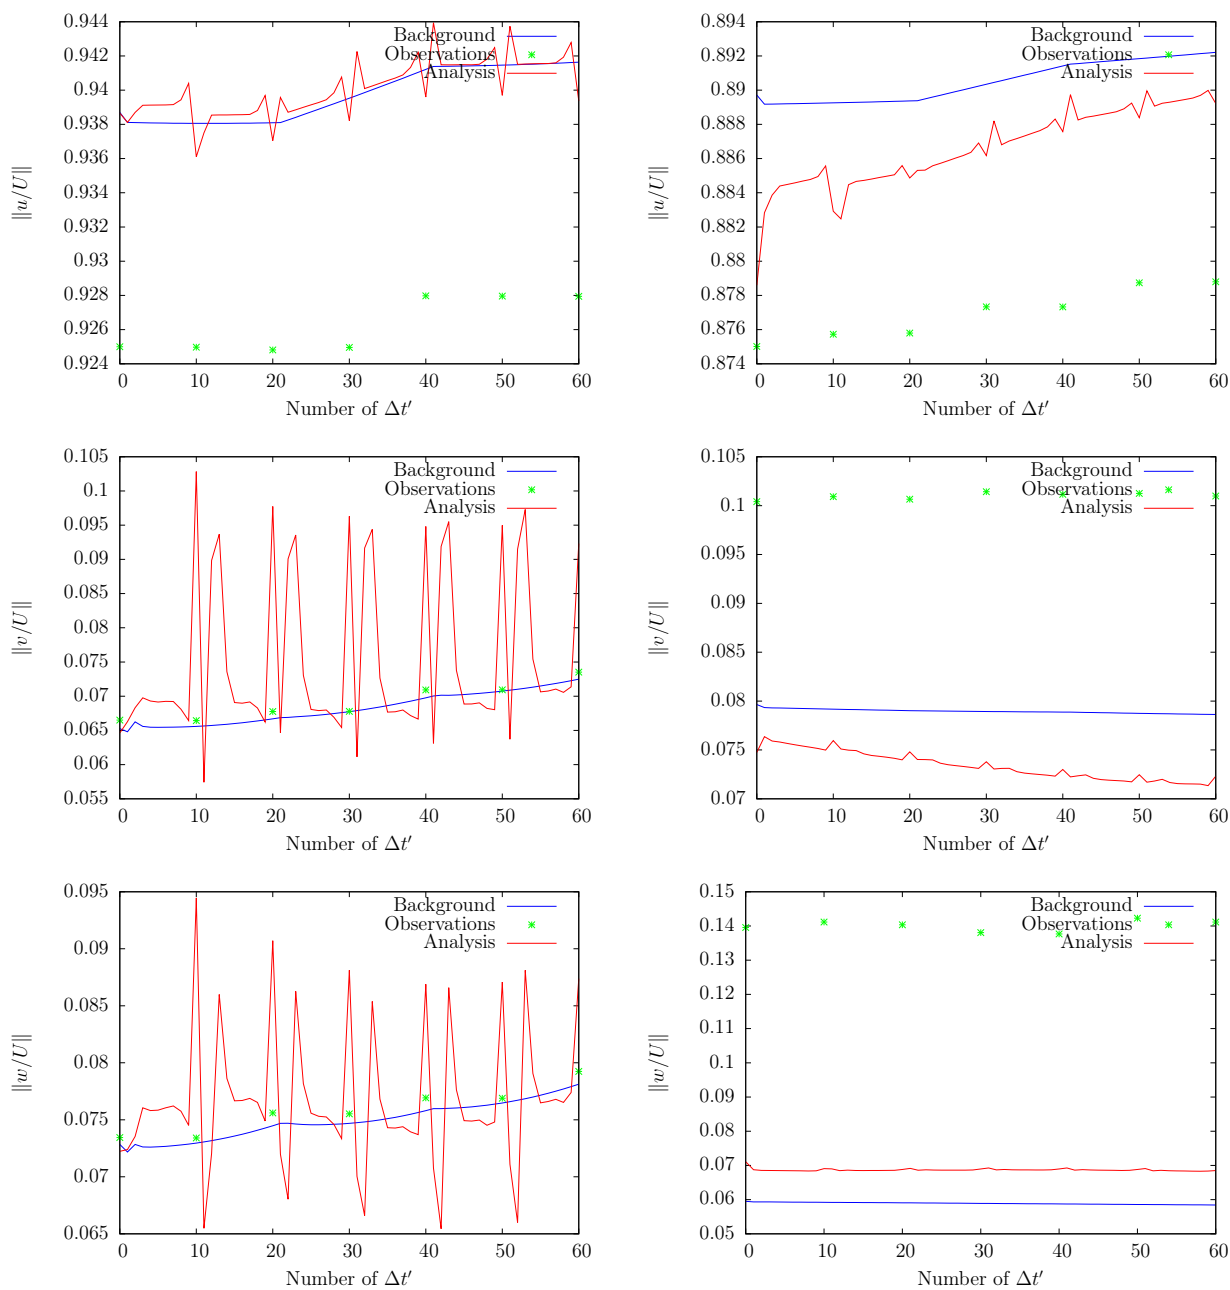 0.944
0.942
0.94
0.938
0.936
0.934
0.932
0.93
0.928
0.926
0.924
‖u/U‖
Background
Observations
Analysis
0 10 20 30 40 50 60
Number of Δt′
0.894
0.892
0.89
0.888
0.886
0.884
0.882
0.88
0.878
0.876
0.874
‖u/U‖
Background
Observations
Analysis
0 10 20 30 40 50 60
Number of Δt′
0.105
0.1
0.095
0.09
0.085
0.08
0.075
0.07
0.065
0.06
0.055
‖v/U‖
Background
Observations
Analysis
0 10 20 30 40 50 60
Number of Δt′
0.105
0.1
0.095
0.09
0.085
0.08
0.075
0.07
‖v/U‖
Background
Observations
Analysis
0 10 20 30 40 50 60
Number of Δt′
0.095
0.09
0.085
0.08
0.075
0.07
0.065
‖w/U‖
Background
Observations
Analysis
0 10 20 30 40 50 60
Number of Δt′
0.15
0.14
0.13
0.12
0.11
0.1
0.09
0.08
0.07
0.06
0.05
‖w/U‖
Background
Observations
Analysis
0 10 20 30 40 50 60
Number of Δt′